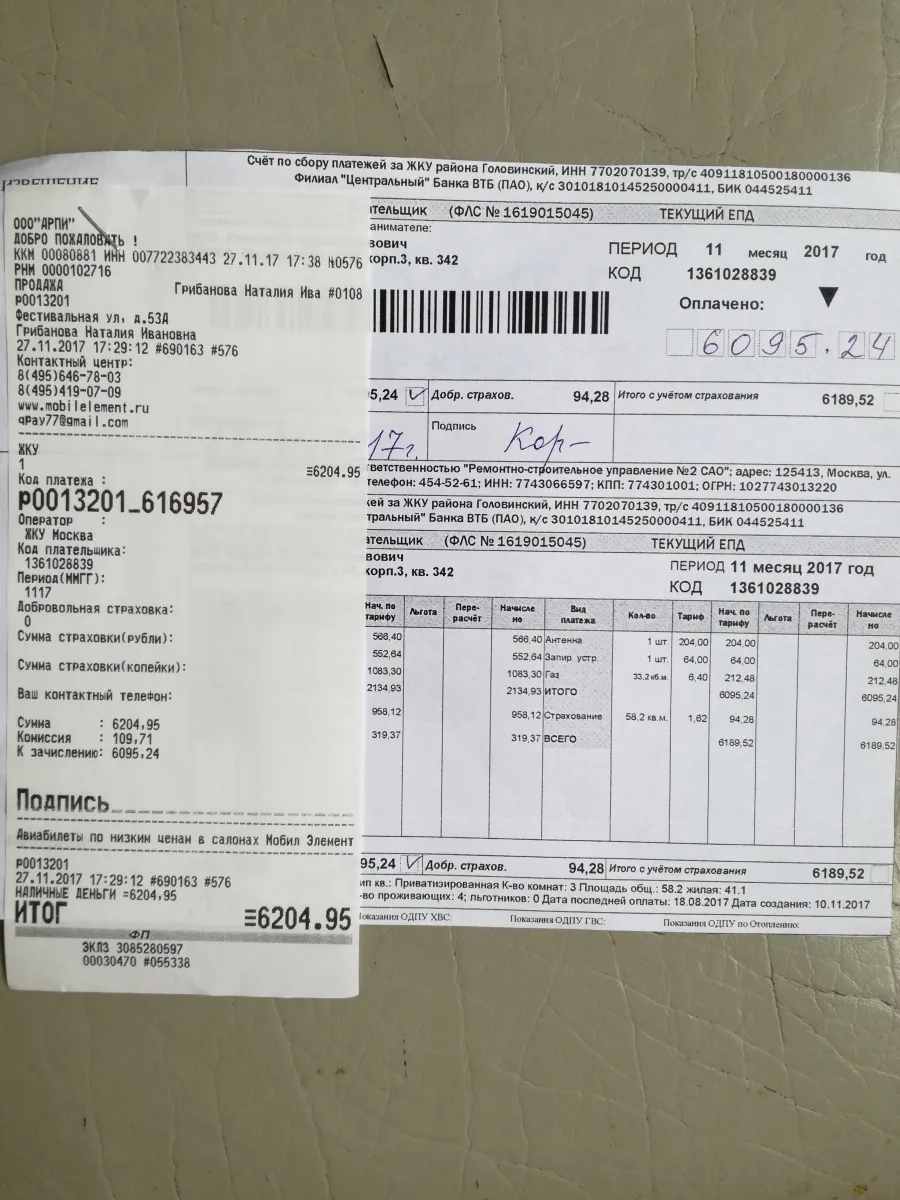 Счёт по сбору платежей за ЖКУ района Головинский, ИНН 7702070139, тр/с 40911810500180000136
Филиал "Центральный" Банка ВТБ (ПАО), к/с 30101810145250000411, БИК 044525411
ИЗВЕЩЕНИЕ
ательщик (ФЛС № 1619015045) ТЕКУЩИЙ ЕПД
анимателе:
вович
корп.3, кв. 342
ПЕРИОД 11 месяц 2017 год
КОД 1361028839
Оплачено:
6095.24
5,24 Добр. страхов. 94,28 Итого с учётом страхования 6189,52
17г. Подпись Кор-
тветственностью "Ремонтно-строительное управление №2 САО"; адрес: 125413, Москва, ул.
телефон: 454-52-61; ИНН: 7743066597; КПП: 774301001; ОГРН: 1027743013220
кей за ЖКУ района Головинский, ИНН 7702070139, тр/с 40911810500180000136
тральный" Банка ВТБ (ПАО), к/с 30101810145250000411, БИК 044525411
ательщик (ФЛС № 1619015045) ТЕКУЩИЙ ЕПД
вович
корп.3, кв. 342
ПЕРИОД 11 месяц 2017 год
КОД 1361028839
Нач. по тарифу Льгота Пере-расчёт Начисле но Вид платежа Кол-во Тариф Нач. по тарифу Льгота Пере-расчёт Начисле но
566,40 566,40 Антенна 1 шт. 204,00 204,00 204,00
552,64 552,64 Запир. устр. 1 шт. 64,00 64,00 64,00
1083,30 1083,30 Газ 33.2 кв.м. 6,40 212,48 212,48
2134,93 2134,93 ИТОГО 6095,24 6095,24
958,12 958,12 Страхование 58,2 кв.м. 1,62 94,28 94,28
319,37 319,37 ВСЕГО 6189,52 6189,52
95,24 Добр. страхов. 94,28 Итого с учётом страхования 6189,52
ип кв.: Приватизированная К-во комнат: 3 Площадь общ.: 58.2 жилая: 41.1
-во проживающих: 4; льготников: 0 Дата последней оплаты: 18.08.2017 Дата создания: 10.11.2017
Показания ОДПУ ХВС: Показания ОДПУ ГВС: Показания ОДПУ по Отоплению:
ООО"АРПИ"
ДОБРО ПОЖАЛОВАТЬ !
ККМ 00080881 ИНН 007722383443 27.11.17 17:38 №0576
РНМ 0000102716
ПРОДАЖА Грибанова Наталия Ива #0108
P0013201
Фестивальная ул, д.53Д
Грибанова Наталия Ивановна
27.11.2017 17:29:12 #690163 #576
Контактный центр:
8(495)646-78-03
8(495)419-07-09
www.mobilelement.ru
qPay77@gmail.com
ЖКУ
1 ≡6204.95
Код платежа :
P0013201_616957
Оператор :
ЖКУ Москва
Код плательщика:
1361028839
Период(ММГГ):
1117
Добровольная страховка:
0
Сумма страховки(рубли):
Сумма страховки(копейки):
Ваш контактный телефон:
Сумма : 6204,95
Комиссия : 109,71
К зачислению: 6095,24
Подпись
Авиабилеты по низким ценам в салонах Мобил Элемент
P0013201
27.11.2017 17:29:12 #690163 #576
НАЛИЧНЫЕ ДЕНЬГИ =6204,95
ИТОГ ≡6204.95
ФП
ЭКЛЗ 3085280597
00030470 #055338